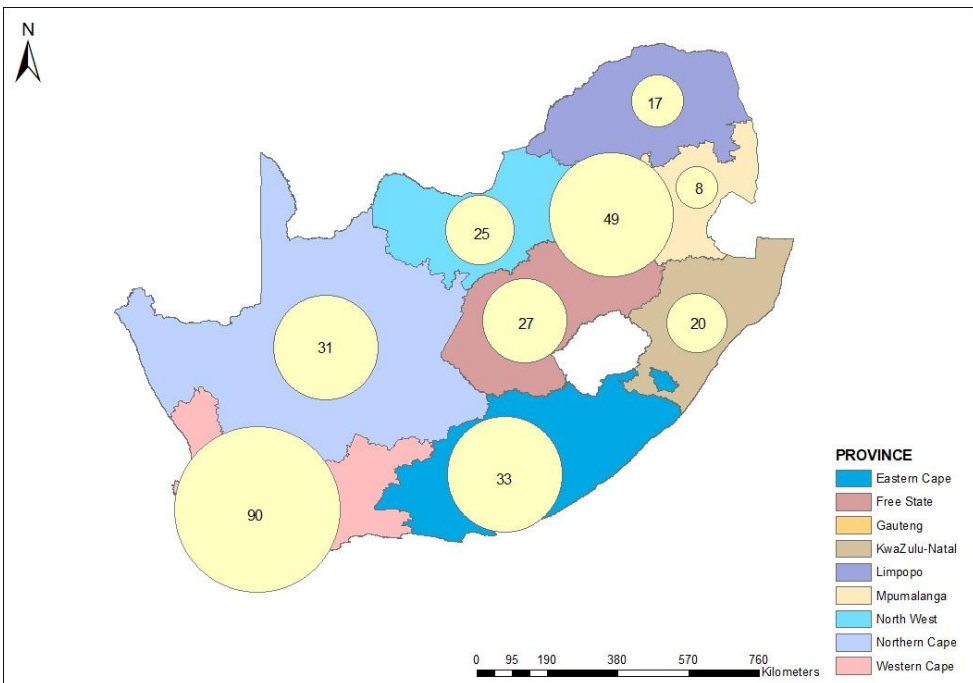 N
17
8
49
25
27
20
31
33
90
PROVINCE
Eastern Cape
Free State
Gauteng
KwaZulu-Natal
Limpopo
Mpumalanga
North West
Northern Cape
Western Cape
0 95 190 380 570 760
Kilometers